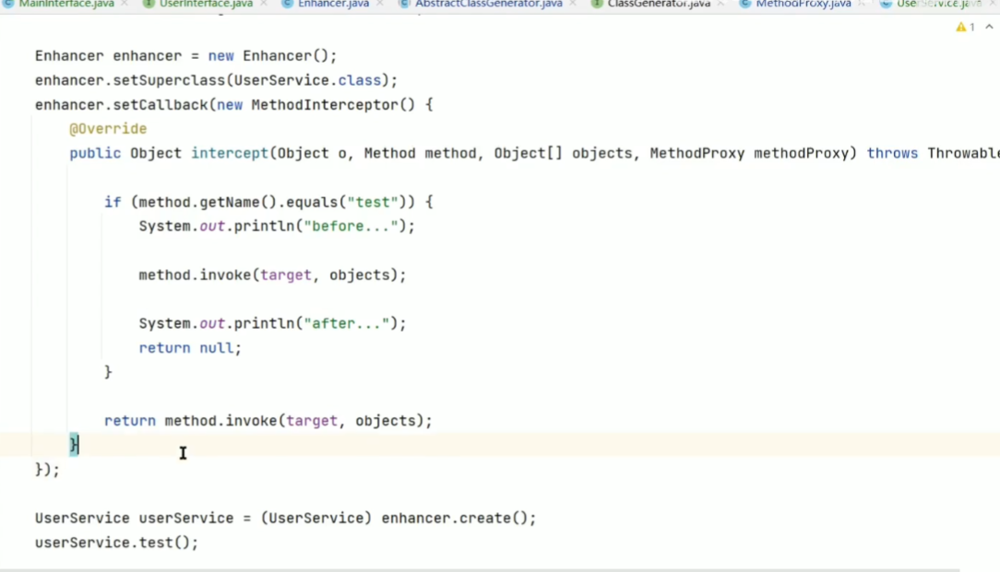 MainInterface.java UserInterface.java Enhancer.java AbstractClassGenerator.java ClassGenerator.java MethodProxy.java UserService.java
1
Enhancer enhancer = new Enhancer();
enhancer.setSuperclass(UserService.class);
enhancer.setCallback(new MethodInterceptor() {
@Override
public Object intercept(Object o, Method method, Object[] objects, MethodProxy methodProxy) throws Throwable
if (method.getName().equals("test")) {
System.out.println("before...");
method.invoke(target, objects);
System.out.println("after...");
return null;
}
return method.invoke(target, objects);
}
});
UserService userService = (UserService) enhancer.create();
userService.test();